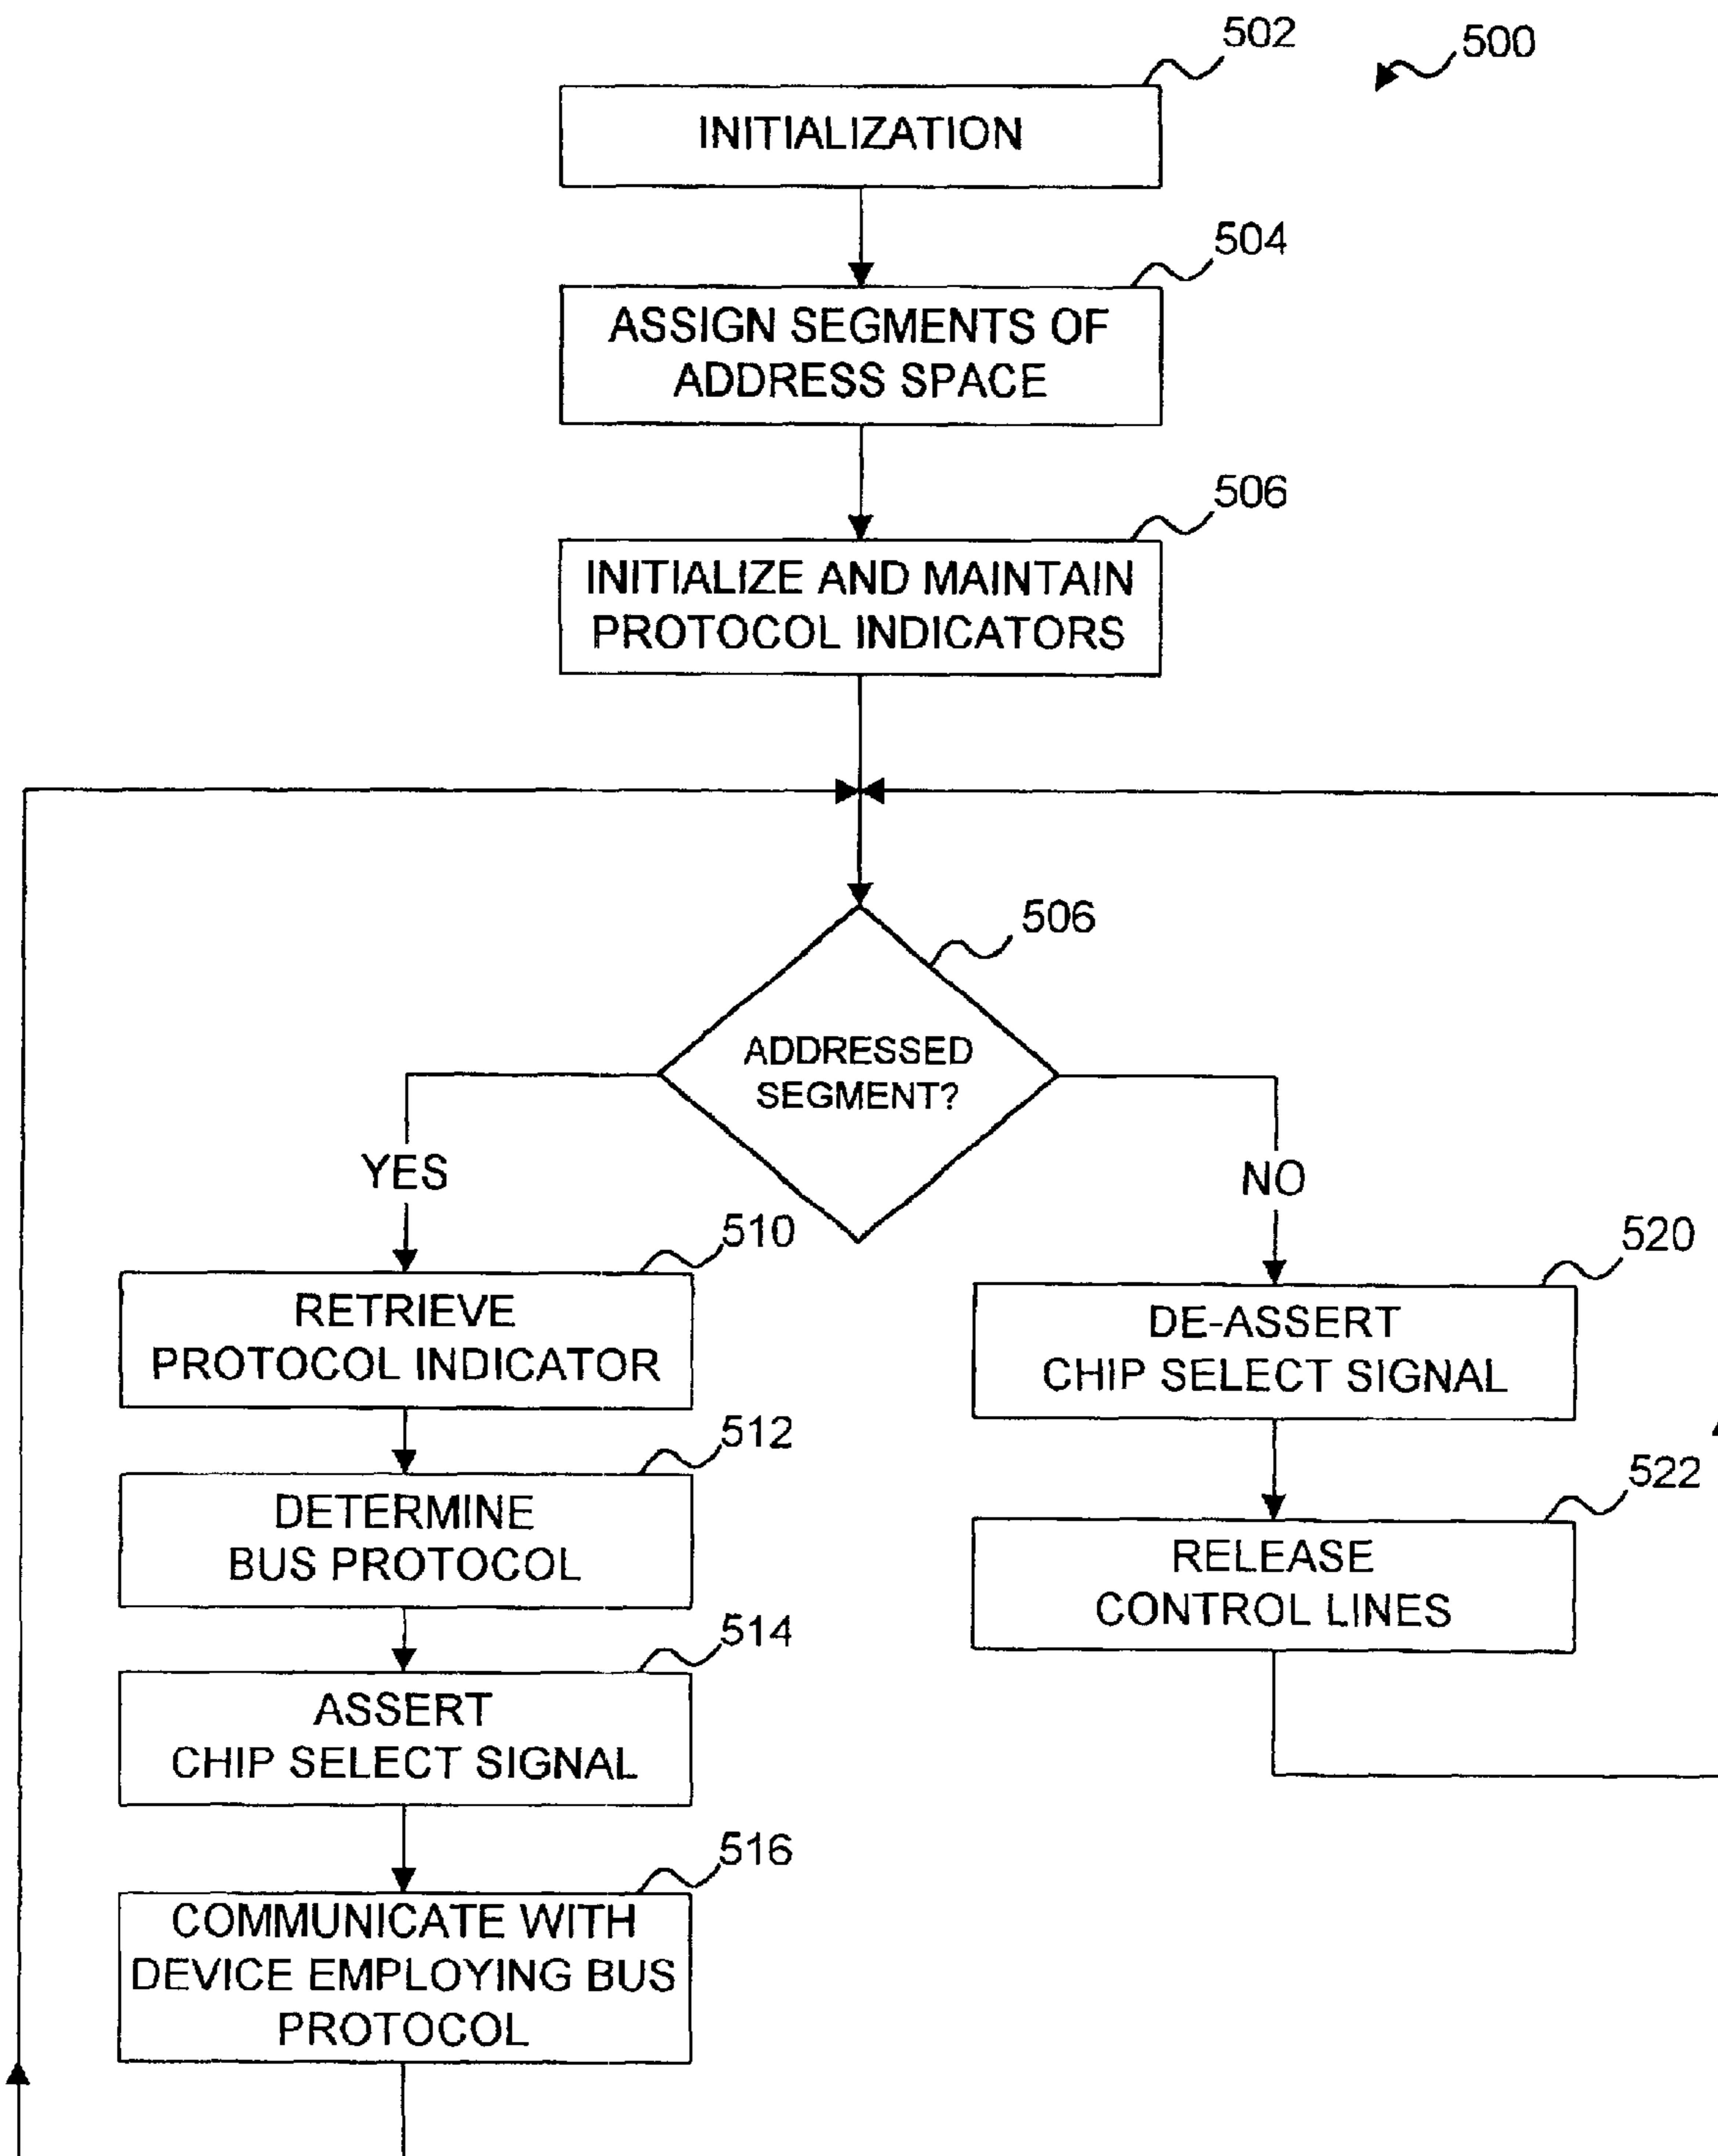 502
500
INITIALIZATION
504
ASSIGN SEGMENTS OF
ADDRESS SPACE
506
INITIALIZE AND MAINTAIN
PROTOCOL INDICATORS
506
ADDRESSED
SEGMENT?
YES
NO
510
RETRIEVE
PROTOCOL INDICATOR
512
DETERMINE
BUS PROTOCOL
514
ASSERT
CHIP SELECT SIGNAL
516
COMMUNICATE WITH
DEVICE EMPLOYING BUS
PROTOCOL
520
DE-ASSERT
CHIP SELECT SIGNAL
522
RELEASE
CONTROL LINES